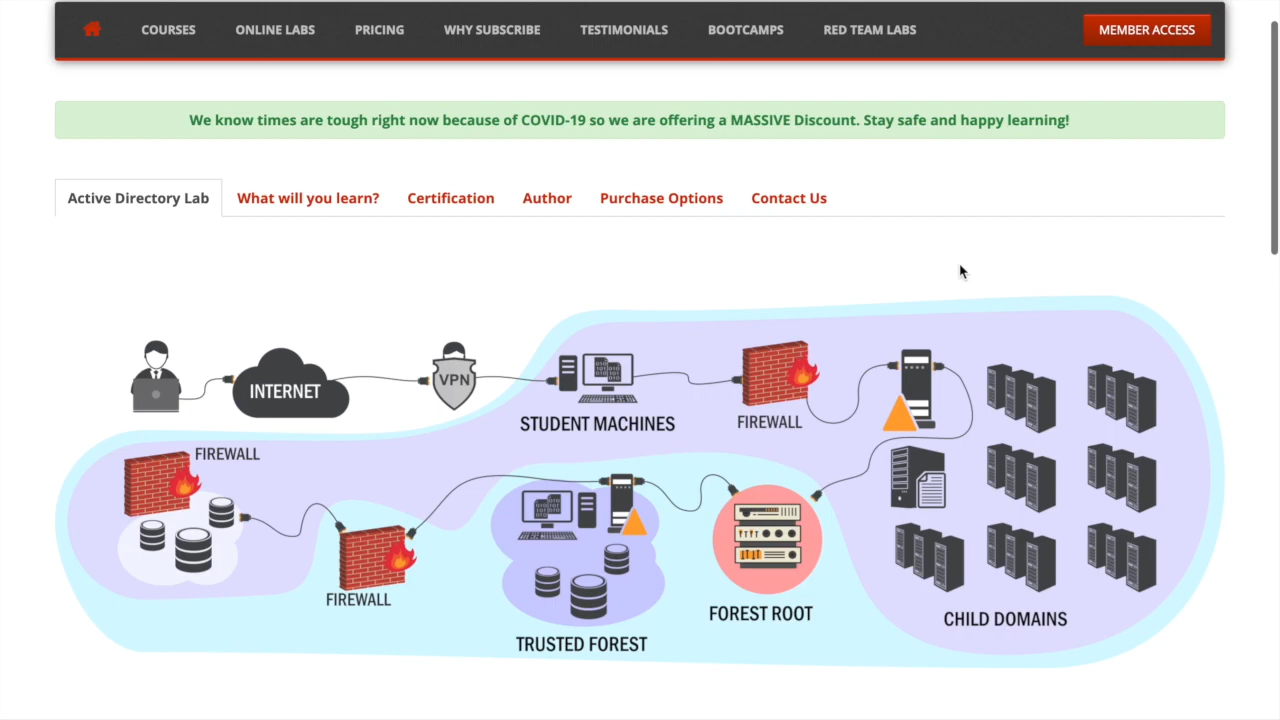 COURSES ONLINE LABS PRICING WHY SUBSCRIBE TESTIMONIALS BOOTCAMPS RED TEAM LABS MEMBER ACCESS
We know times are tough right now because of COVID-19 so we are offering a MASSIVE Discount. Stay safe and happy learning!
Active Directory Lab What will you learn? Certification Author Purchase Options Contact Us
INTERNET
VPN
STUDENT MACHINES
FIREWALL
FIREWALL
FIREWALL
TRUSTED FOREST
FOREST ROOT
CHILD DOMAINS